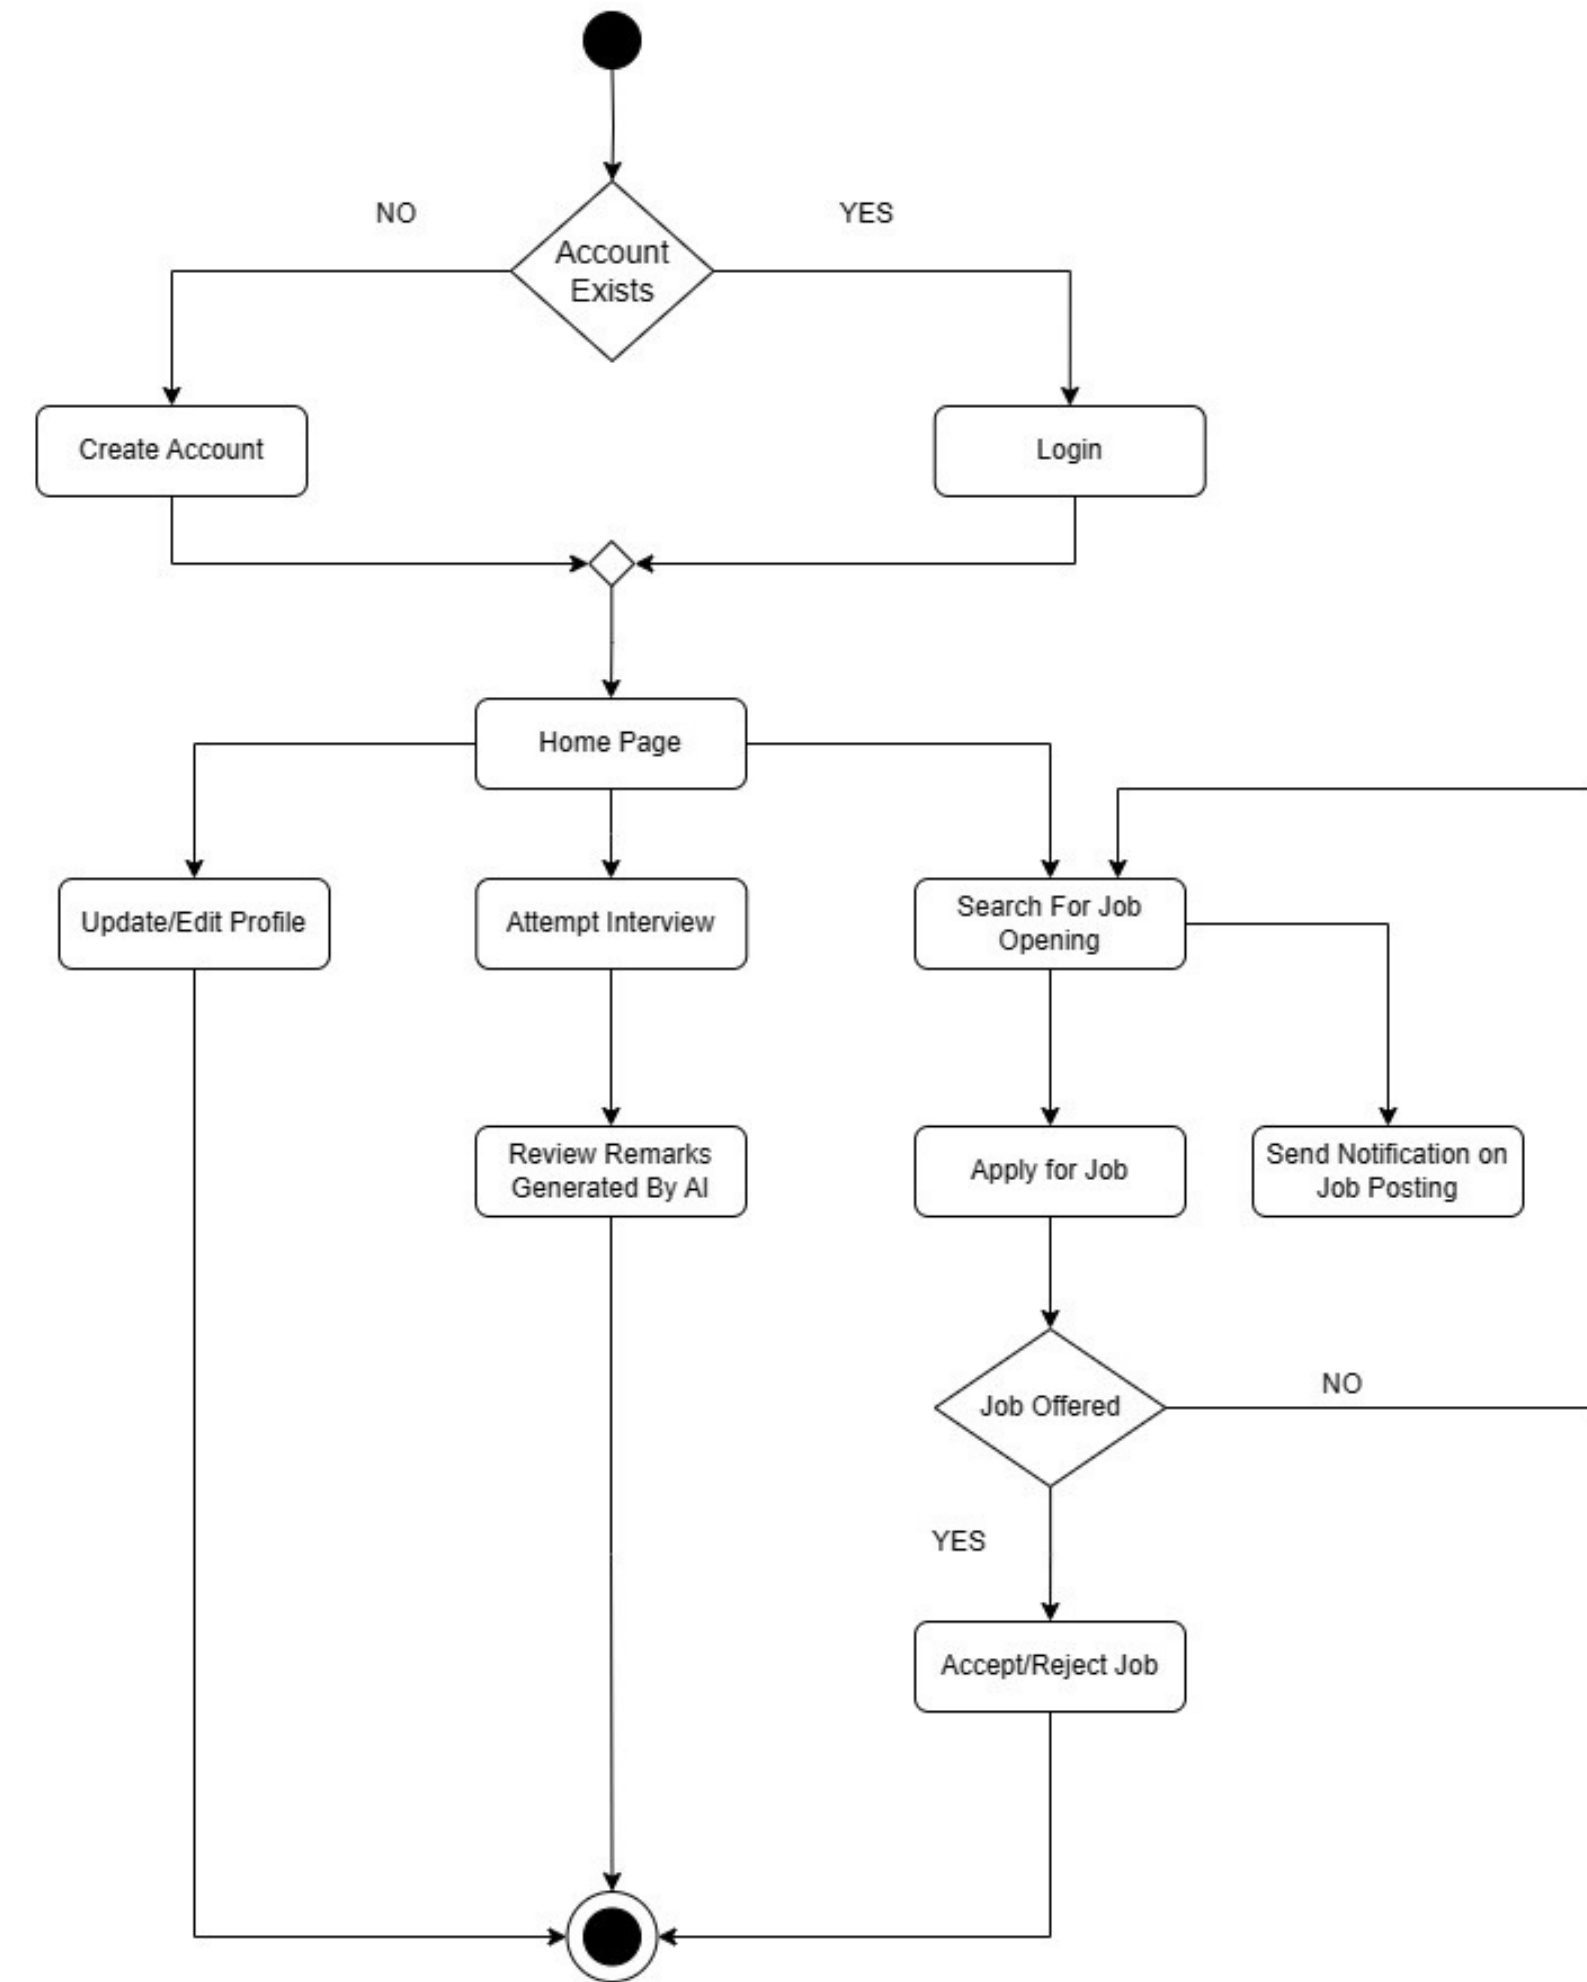 NO
YES
Account
Exists
Create Account
Login
Home Page
Update/Edit Profile
Attempt Interview
Search For Job
Opening
Review Remarks
Generated By AI
Apply for Job
Send Notification on
Job Posting
Job Offered
NO
YES
Accept/Reject Job